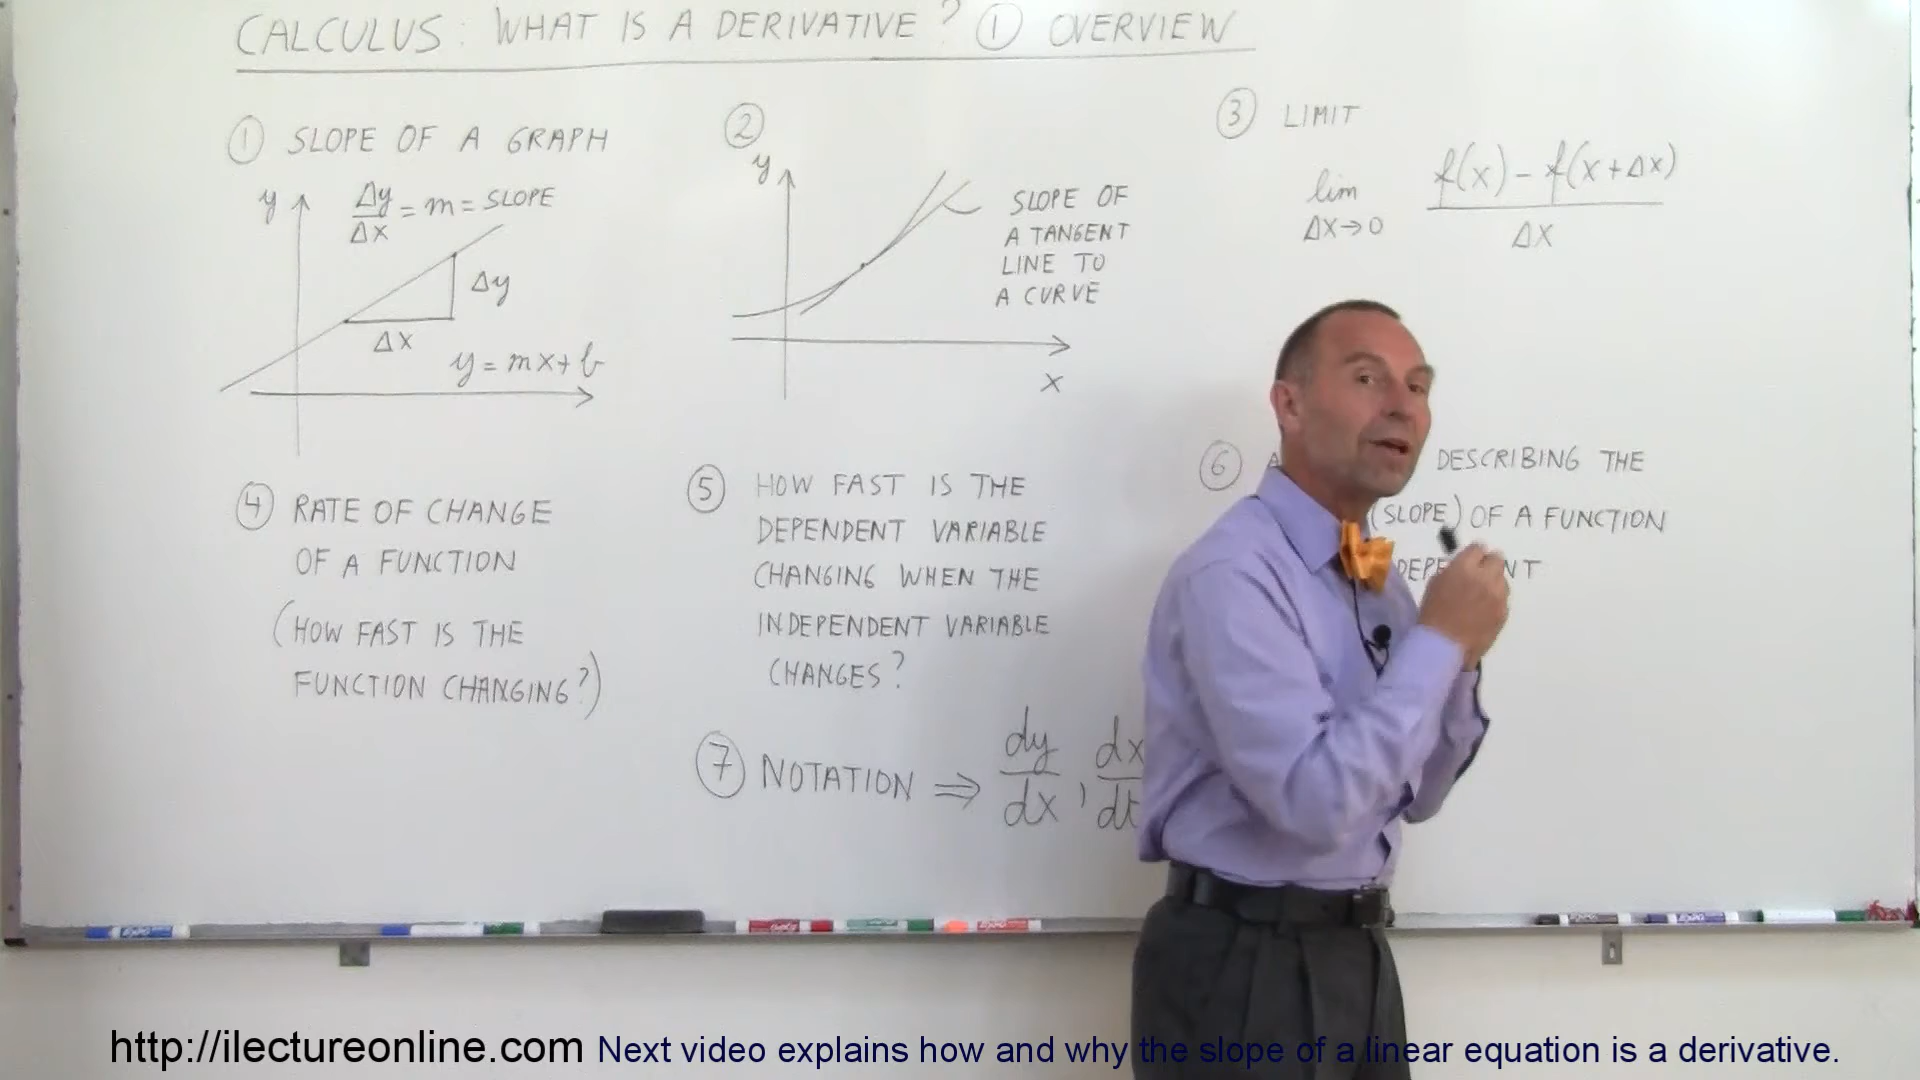 CALCULUS: WHAT IS A DERIVATIVE? ① OVERVIEW
① SLOPE OF A GRAPH
y
Δy/Δx = m = SLOPE
Δy
Δx
y = mx + b
②
y
SLOPE OF
A TANGENT
LINE TO
A CURVE
x
③ LIMIT
lim Δx→0 (f(x) - f(x+Δx))/Δx
④ RATE OF CHANGE
OF A FUNCTION
(HOW FAST IS THE
FUNCTION CHANGING?)
⑤ HOW FAST IS THE
DEPENDENT VARIABLE
CHANGING WHEN THE
INDEPENDENT VARIABLE
CHANGES?
⑥ DESCRIBING THE
(SLOPE) OF A FUNCTION
⑦ NOTATION ⇒ dy/dx, dx/dt
EXPO
http://ilectureonline.com Next video explains how and why the slope of a linear equation is a derivative.